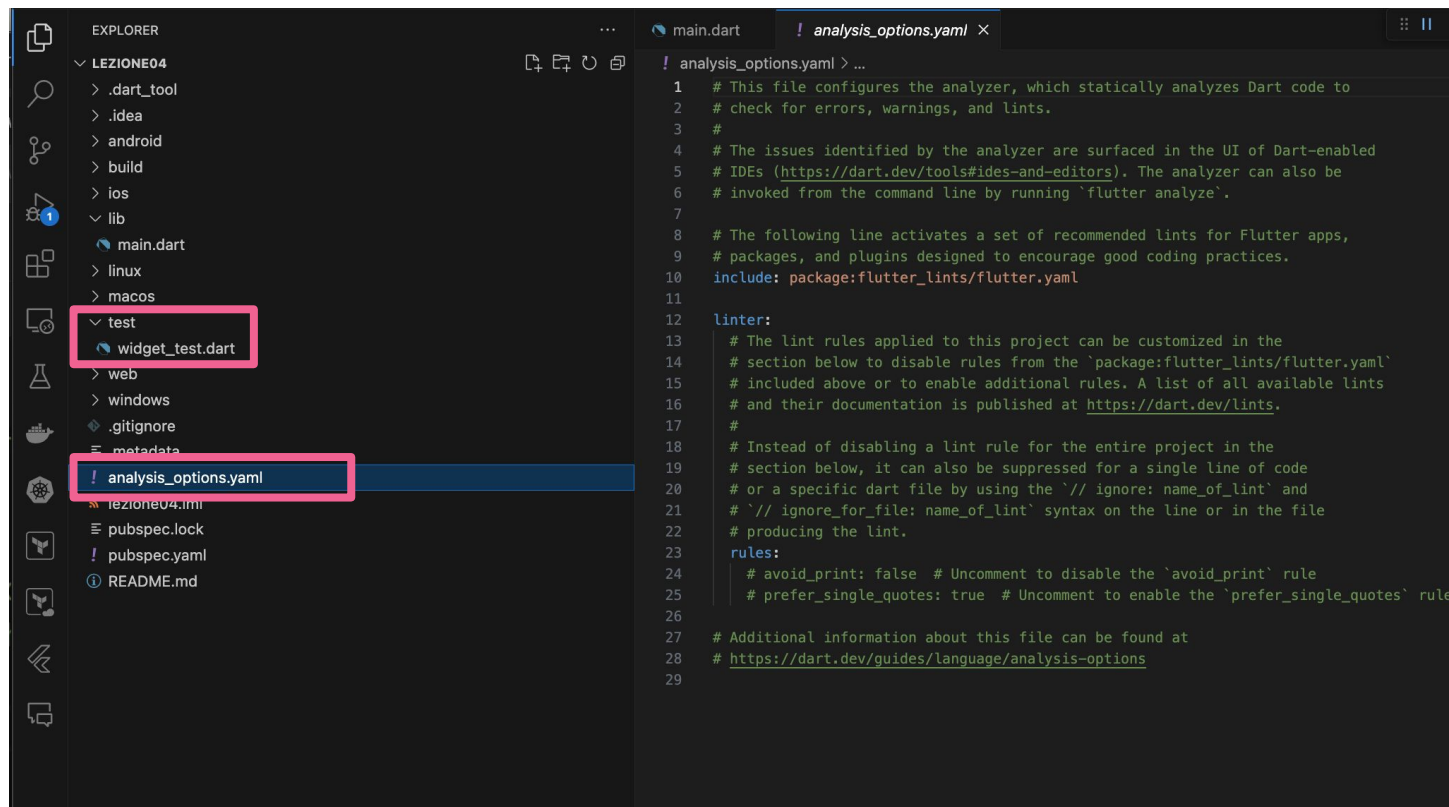 EXPLORER
LEZIONE04
.dart_tool
.idea
android
build
ios
lib
main.dart
linux
macos
test
widget_test.dart
web
windows
.gitignore
.metadata
! analysis_options.yaml
lezione04.iml
pubspec.lock
! pubspec.yaml
README.md
1
main.dart
! analysis_options.yaml
! analysis_options.yaml > ...
1 # This file configures the analyzer, which statically analyzes Dart code to
2 # check for errors, warnings, and lints.
3 #
4 # The issues identified by the analyzer are surfaced in the UI of Dart-enabled
5 # IDEs (https://dart.dev/tools#ides-and-editors). The analyzer can also be
6 # invoked from the command line by running `flutter analyze`.
7
8 # The following line activates a set of recommended lints for Flutter apps,
9 # packages, and plugins designed to encourage good coding practices.
10 include: package:flutter_lints/flutter.yaml
11
12 linter:
13 # The lint rules applied to this project can be customized in the
14 # section below to disable rules from the `package:flutter_lints/flutter.yaml`
15 # included above or to enable additional rules. A list of all available lints
16 # and their documentation is published at https://dart.dev/lints.
17 #
18 # Instead of disabling a lint rule for the entire project in the
19 # section below, it can also be suppressed for a single line of code
20 # or a specific dart file by using the `// ignore: name_of_lint` and
21 # `// ignore_for_file: name_of_lint` syntax on the line or in the file
22 # producing the lint.
23 rules:
24 # avoid_print: false # Uncomment to disable the `avoid_print` rule
25 # prefer_single_quotes: true # Uncomment to enable the `prefer_single_quotes` rule
26
27 # Additional information about this file can be found at
28 # https://dart.dev/guides/language/analysis-options
29